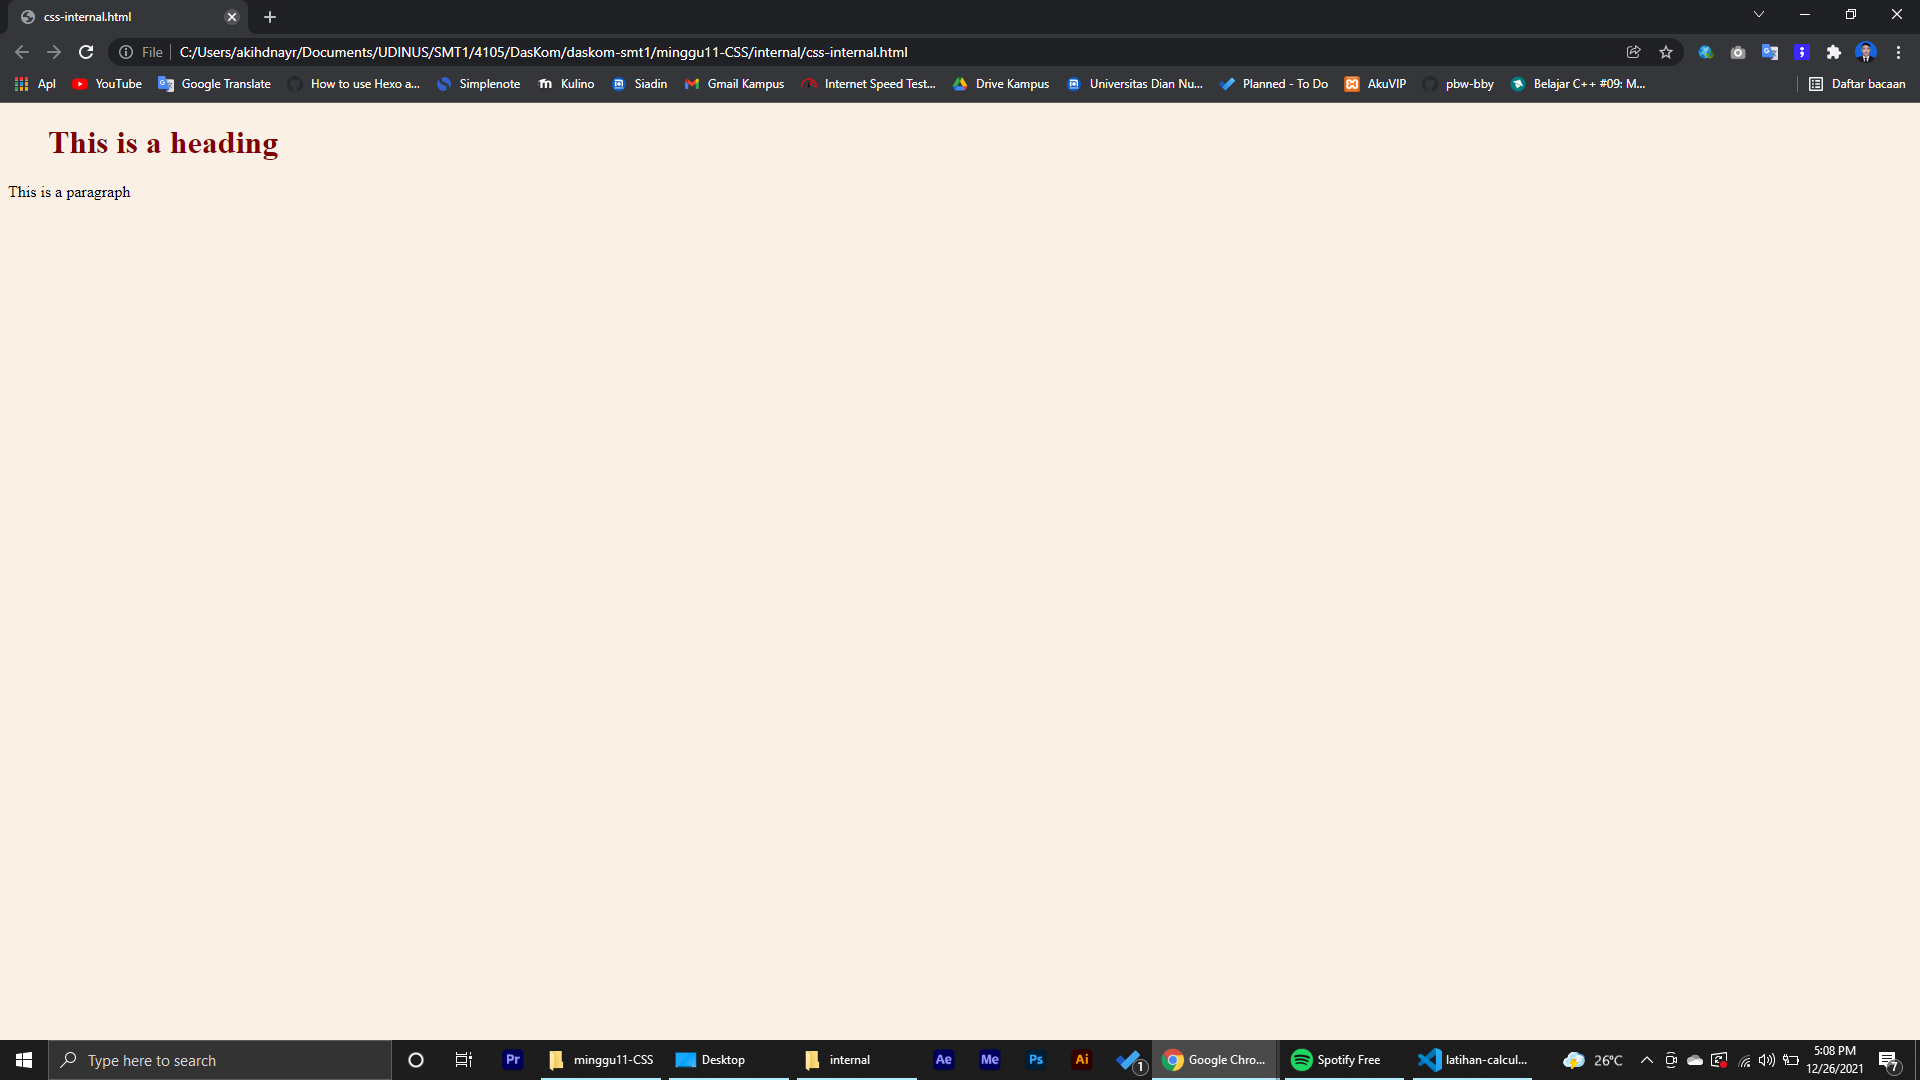 css-internal.html
File
C:/Users/akihdnayr/Documents/UDINUS/SMT1/4105/DasKom/daskom-smt1/minggu11-CSS/internal/css-internal.html
Apl YouTube Google Translate How to use Hexo a... Simplenote Kulino Siadin Gmail Kampus Internet Speed Test... Drive Kampus Universitas Dian Nu... Planned - To Do AkuVIP pbw-bby Belajar C++ #09: M... Daftar bacaan
This is a heading
This is a paragraph
Type here to search Pr minggu11-CSS Desktop internal Ae Me Ps Ai 1 Google Chro... Spotify Free latihan-calcul... 26°C
5:08 PM
12/26/2021
7